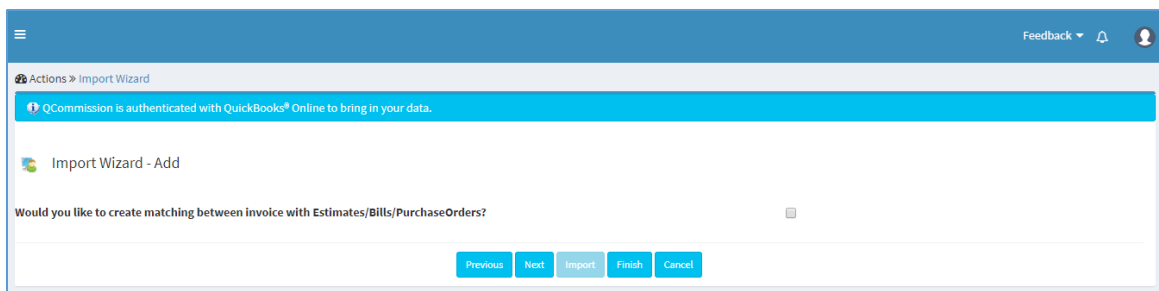 Feedback
Actions » Import Wizard
QCommission is authenticated with QuickBooks® Online to bring in your data.
Import Wizard - Add
Would you like to create matching between invoice with Estimates/Bills/PurchaseOrders?
Previous Next Import Finish Cancel